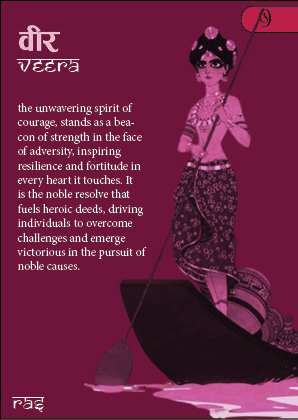 वीर
veera
the unwavering spirit of
courage, stands as a bea-
con of strength in the face
of adversity, inspiring
resilience and fortitude in
every heart it touches. It
is the noble resolve that
fuels heroic deeds, driving
individuals to overcome
challenges and emerge
victorious in the pursuit of
noble causes.
ras